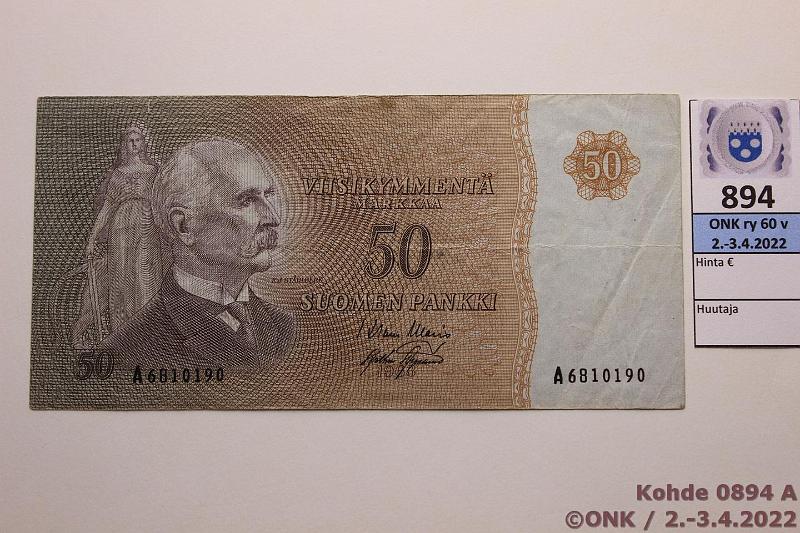 VIISIKYMMENTÄ
MARKKAA
50
SUOMEN PANKKI
50
50
A6810190
A6810190
894
ONK ry 60 v
2.-3.4.2022
Hinta €
Huutaja
Kohde 0894 A
©ONK / 2.-3.4.2022